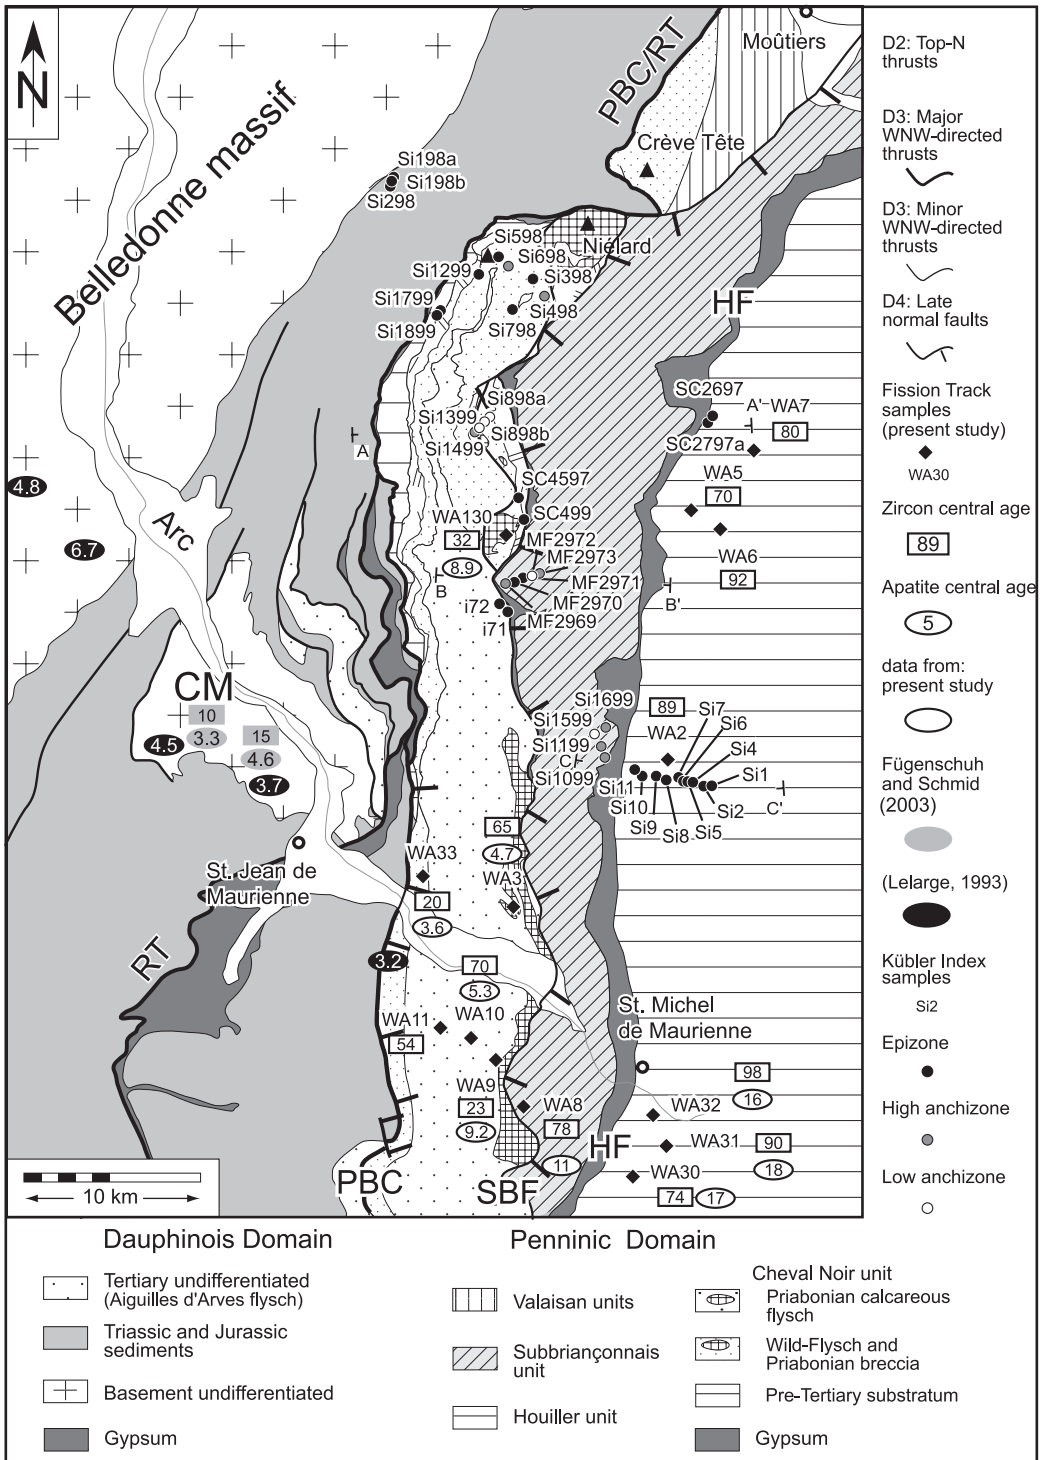 N
Belledonne massif
PBC/RT
Moûtiers
Crève Tête
Si198a
Si198b
Si298
Si598
Niélard
Si698
Si1299
Si398
HF
Si1799
Si498
Si1899
Si798
SC2697
Si898a
A'
WA7
Si1399
80
Si898b
A
SC2797a
Si1499
WA5
4.8
SC4597
70
Arc
WA130
SC499
32
MF2972
6.7
MF2973
WA6
8.9
MF2971
92
B
B'
i72
MF2970
i71
MF2969
CM
10
Si1699
89
Si7
4.5
3.3
15
Si1599
WA2
Si6
4.6
Si1199
Si4
C
3.7
Si1099
Si1
Si11
C'
Si10
Si2
Si9
Si5
Si8
65
WA33
4.7
St. Jean de
Maurienne
WA3
20
3.6
RT
3.2
70
5.3
St. Michel
de Maurienne
WA11
WA10
54
98
WA9
16
WA8
WA32
23
78
90
9.2
HF
WA31
18
11
WA30
PBC
SBF
74
17
10 km
D2: Top-N
thrusts
D3: Major
WNW-directed
thrusts
D3: Minor
WNW-directed
thrusts
D4: Late
normal faults
Fission Track
samples
(present study)
WA30
Zircon central age
89
Apatite central age
5
data from:
present study
Fügenschuh
and Schmid
(2003)
(Lelarge, 1993)
Kübler Index
samples
Si2
Epizone
High anchizone
Low anchizone
Dauphinois Domain
Tertiary undifferentiated
(Aiguilles d'Arves flysch)
Triassic and Jurassic
sediments
Basement undifferentiated
Gypsum
Penninic Domain
Valaisan units
Subbriançonnais
unit
Houiller unit
Cheval Noir unit
Priabonian calcareous
flysch
Wild-Flysch and
Priabonian breccia
Pre-Tertiary substratum
Gypsum